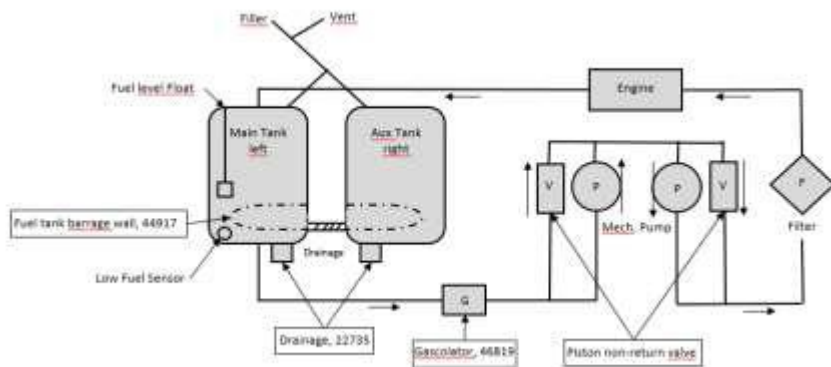 Filler
Vent
Fuel level Float
Engine
Main Tank
left
Aux Tank
right
V
P
P
V
F
Fuel tank barrage wall, 44917
Mech. Pump
Filter
Drainage
Low Fuel Sensor
G
Drainage, 22735
Gascolator, 46819
Piston non-return valve